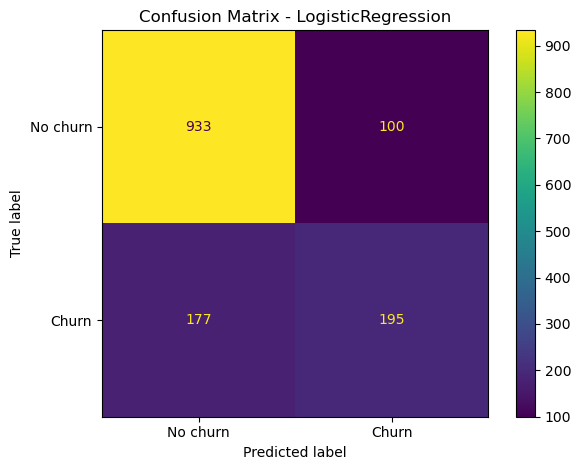 Confusion Matrix - LogisticRegression
True label
No churn
Churn
933
100
177
195
No churn
Churn
Predicted label
900
800
700
600
500
400
300
200
100